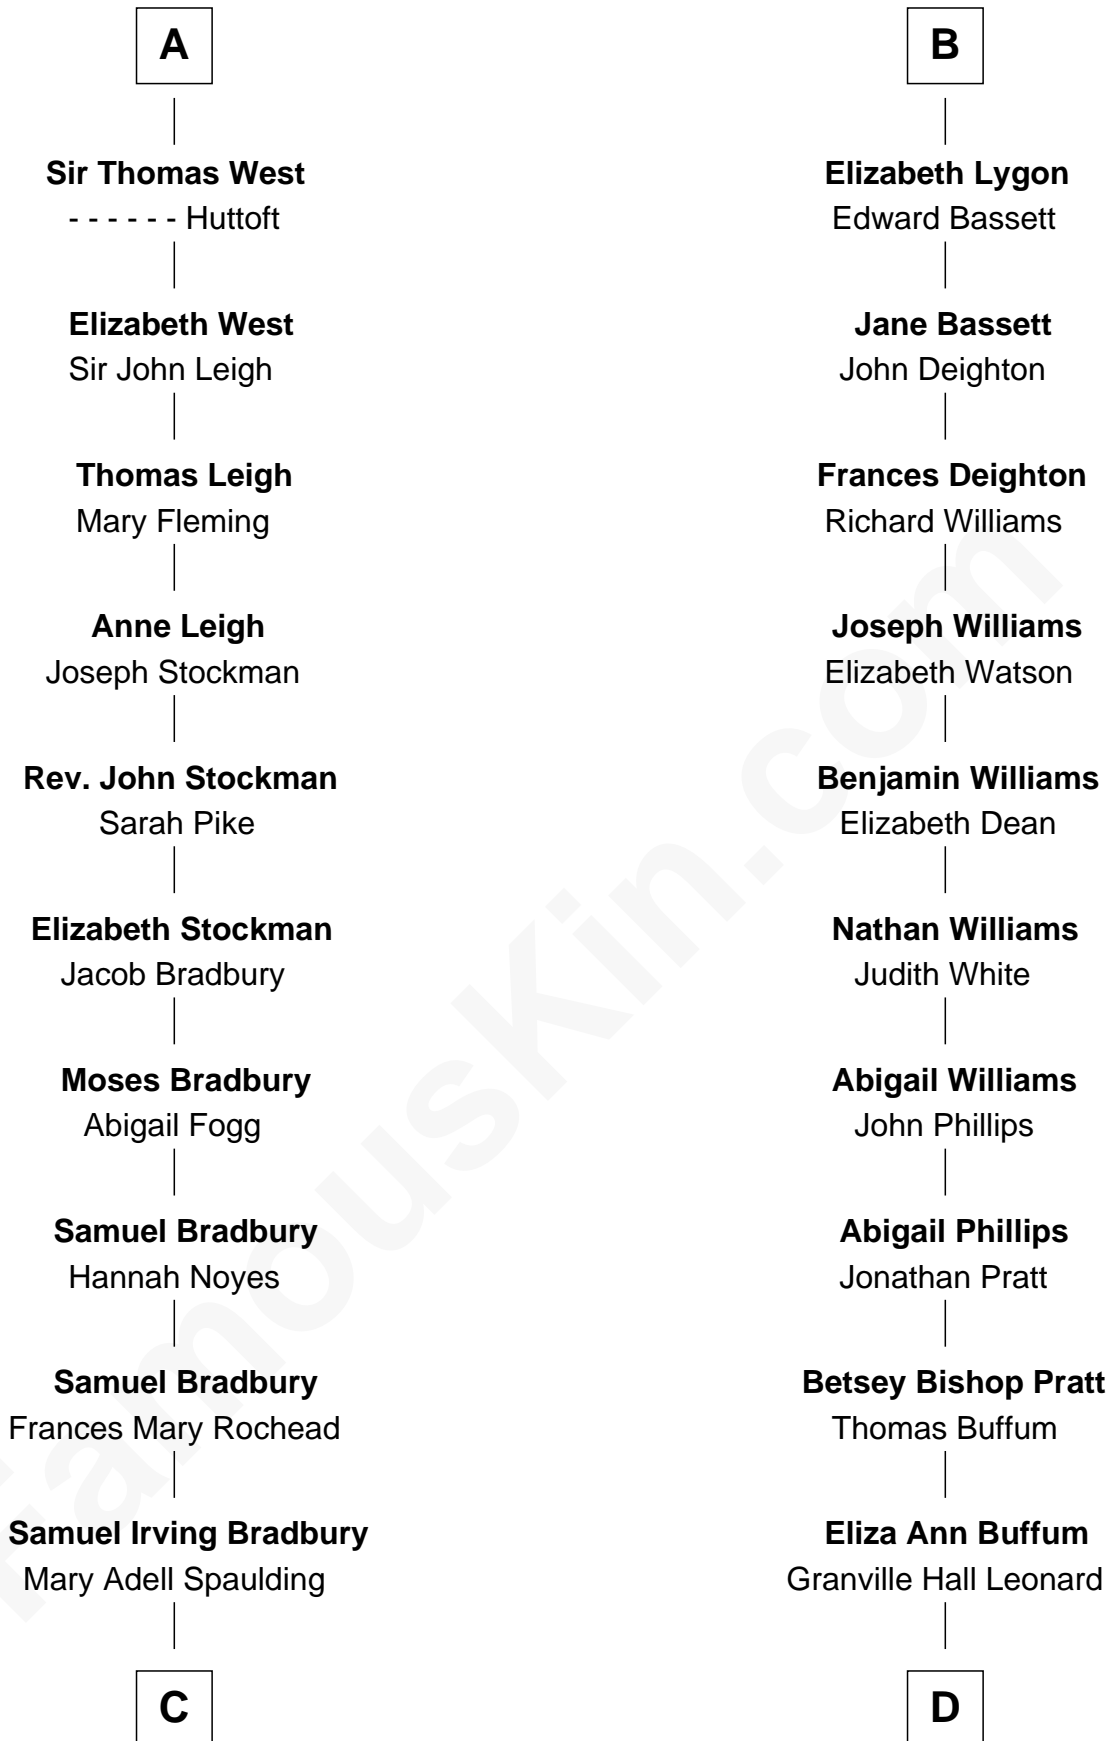 A
Sir Thomas West
- - - - - - Huttoft
Elizabeth West
Sir John Leigh
Thomas Leigh
Mary Fleming
Anne Leigh
Joseph Stockman
Rev. John Stockman
Sarah Pike
Elizabeth Stockman
Jacob Bradbury
Moses Bradbury
Abigail Fogg
Samuel Bradbury
Hannah Noyes
Samuel Bradbury
Frances Mary Rochead
Samuel Irving Bradbury
Mary Adell Spaulding
C
B
Elizabeth Lygon
Edward Bassett
Jane Bassett
John Deighton
Frances Deighton
Richard Williams
Joseph Williams
Elizabeth Watson
Benjamin Williams
Elizabeth Dean
Nathan Williams
Judith White
Abigail Williams
John Phillips
Abigail Phillips
Jonathan Pratt
Betsey Bishop Pratt
Thomas Buffum
Eliza Ann Buffum
Granville Hall Leonard
D
FamousKin.com